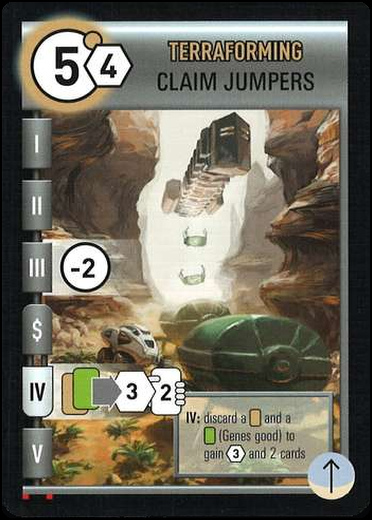 5
4
TERRAFORMING
CLAIM JUMPERS
I
II
III
-2
$
IV
3
2
IV: discard a and a
(Genes good) to
gain 3 and 2 cards
V